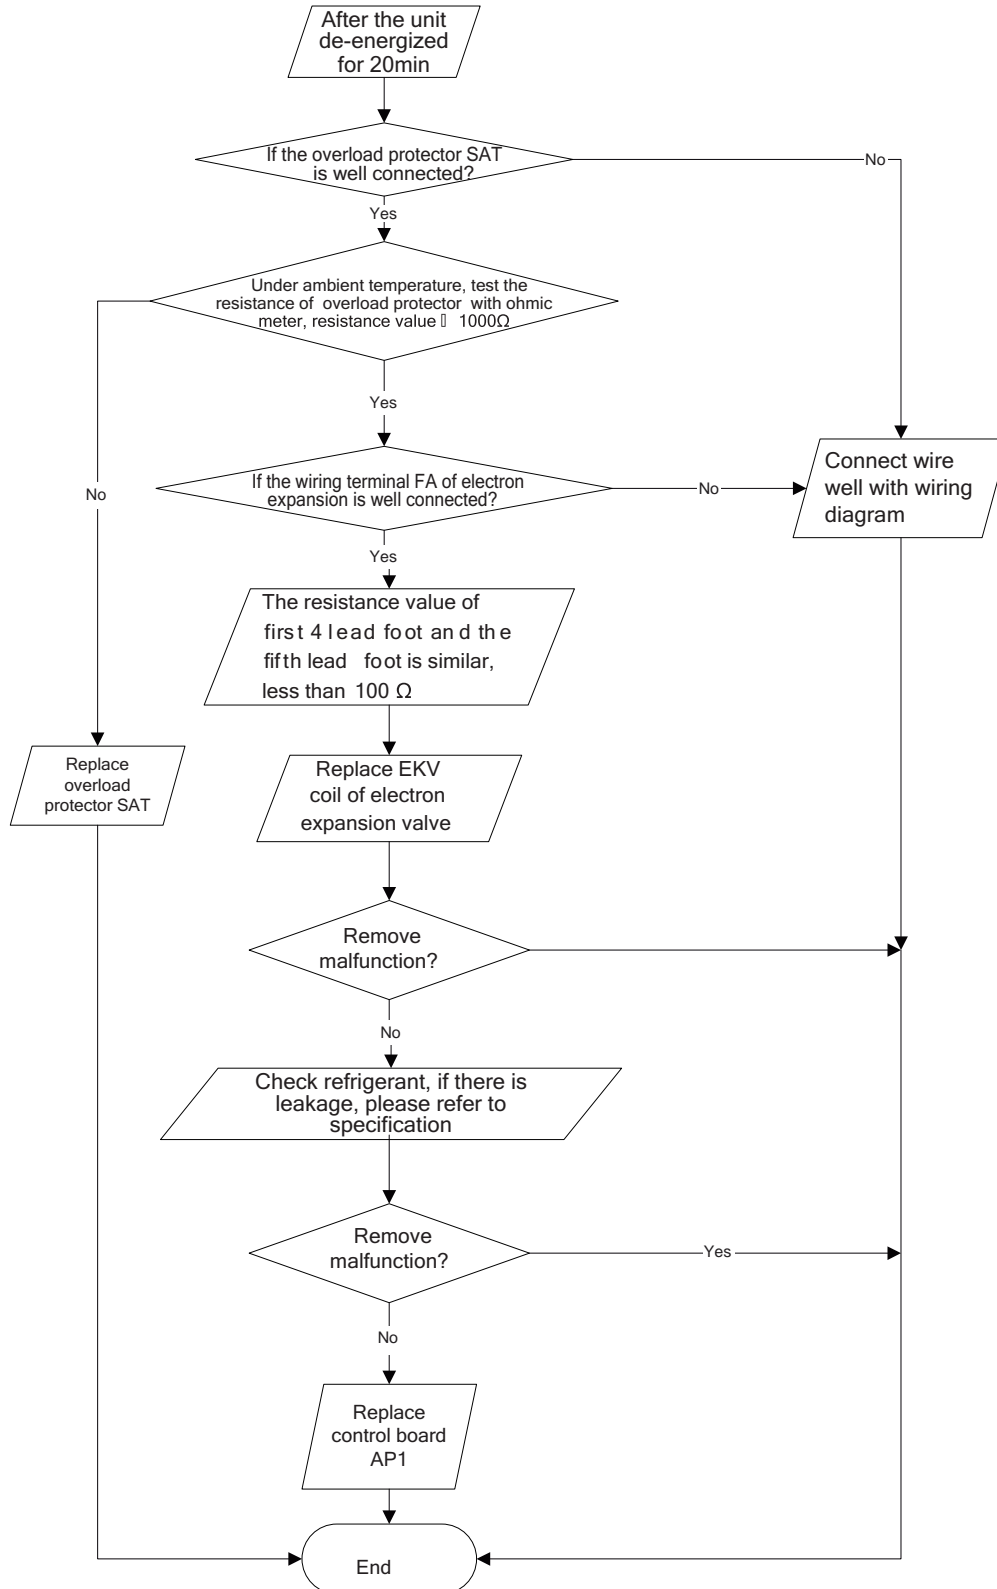 After the unit
de-energized
for 20min
If the overload protector SAT
is well connected?
No
Yes
Under ambient temperature, test the
resistance of overload protector with ohmic
meter, resistance value 1000Ω
Yes
No
If the wiring terminal FA of electron
expansion is well connected?
No
Connect wire
well with wiring
diagram
Yes
The resistance value of
first 4 lead foot and the
fifth lead foot is similar,
less than 100 Ω
Replace
overload
protector SAT
Replace EKV
coil of electron
expansion valve
Remove
malfunction?
No
Check refrigerant, if there is
leakage, please refer to
specification
Remove
malfunction?
Yes
No
Replace
control board
AP1
End